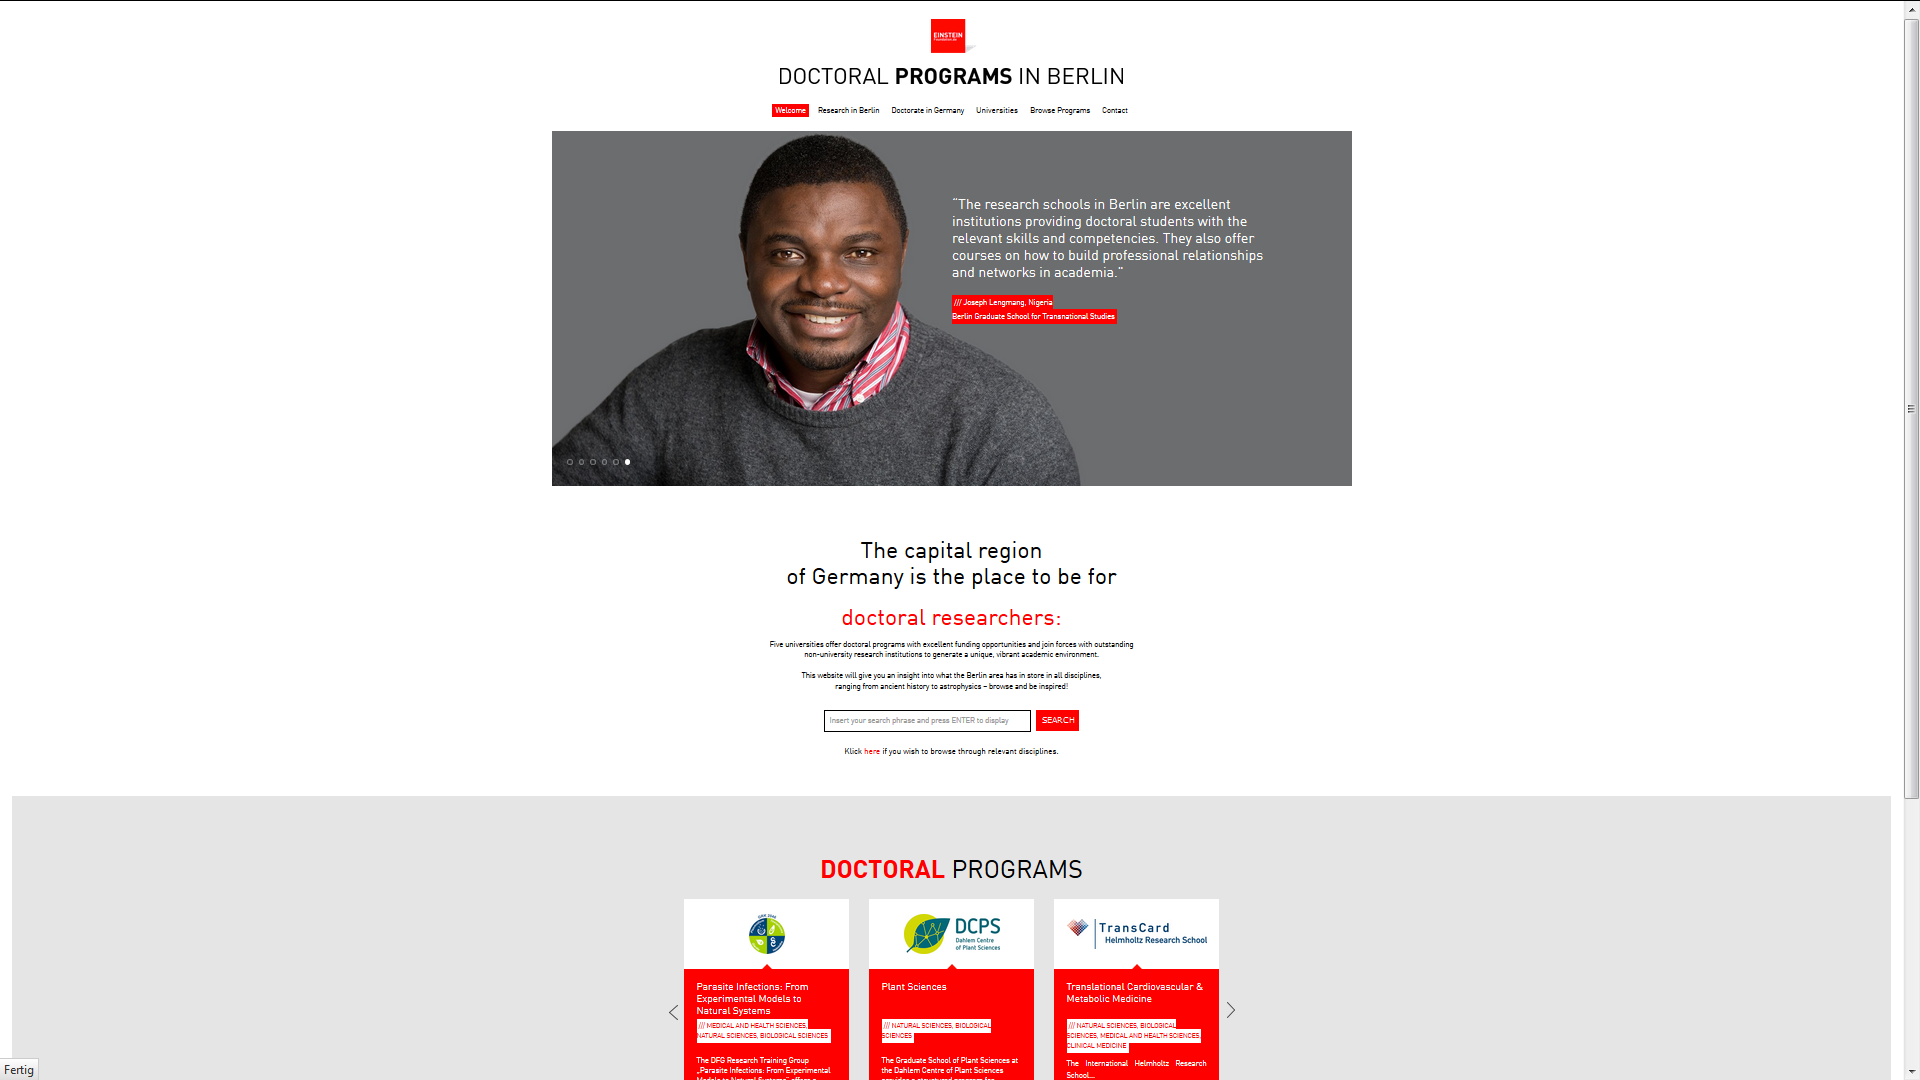 EINSTEIN
Foundation.de
DOCTORAL PROGRAMS IN BERLIN
Welcome Research in Berlin Doctorate in Germany Universities Browse Programs Contact
“The research schools in Berlin are excellent
institutions providing doctoral students with the
relevant skills and competencies. They also offer
courses on how to build professional relationships
and networks in academia.”
/// Joseph Lengmang, Nigeria
Berlin Graduate School for Transnational Studies
The capital region
of Germany is the place to be for
doctoral researchers:
Five universities offer doctoral programs with excellent funding opportunities and join forces with outstanding
non-university research institutions to generate a unique, vibrant academic environment.
This website will give you an insight into what the Berlin area has in store in all disciplines,
ranging from ancient history to astrophysics – browse and be inspired!
Insert your search phrase and press ENTER to display SEARCH
Klick here if you wish to browse through relevant disciplines.
DOCTORAL PROGRAMS
Parasite Infections: From
Experimental Models to
Natural Systems
/// MEDICAL AND HEALTH SCIENCES,
NATURAL SCIENCES, BIOLOGICAL SCIENCES
The DFG Research Training Group
„Parasite Infections: From Experimental
Models to Natural Systems“ offers a
DCPS
Dahlem Centre
of Plant Sciences
Plant Sciences
/// NATURAL SCIENCES, BIOLOGICAL
SCIENCES
The Graduate School of Plant Sciences at
the Dahlem Centre of Plant Sciences
provides a structured program for
TransCard
Helmholtz Research School
Translational Cardiovascular &
Metabolic Medicine
/// NATURAL SCIENCES, BIOLOGICAL
SCIENCES, MEDICAL AND HEALTH SCIENCES,
CLINICAL MEDICINE
The International Helmholtz Research
School...
Fertig